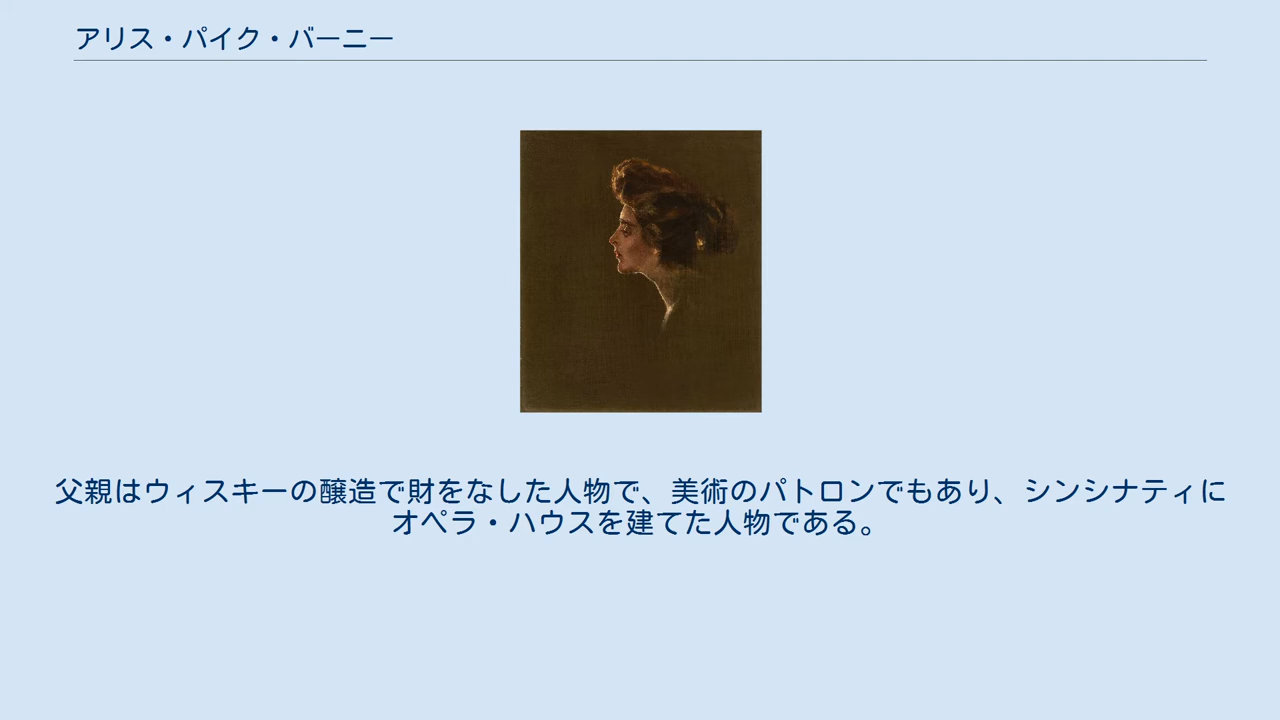 アリス・パイク・バーニー
父親はウィスキーの醸造で財をなした人物で、美術のパトロンでもあり、シンシナティに
オペラ・ハウスを建てた人物である。